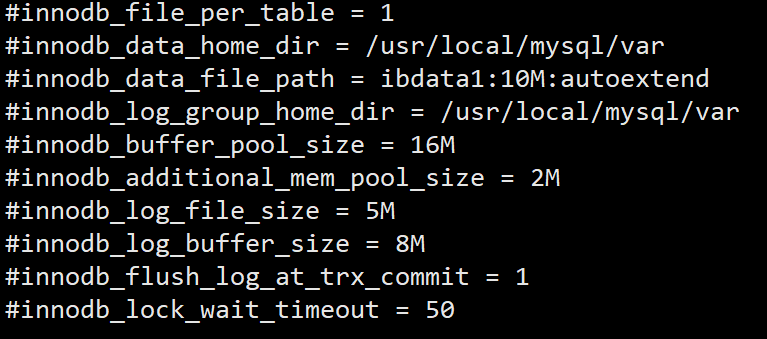 #innodb_file_per_table = 1
#innodb_data_home_dir = /usr/local/mysql/var
#innodb_data_file_path = ibdata1:10M:autoextend
#innodb_log_group_home_dir = /usr/local/mysql/var
#innodb_buffer_pool_size = 16M
#innodb_additional_mem_pool_size = 2M
#innodb_log_file_size = 5M
#innodb_log_buffer_size = 8M
#innodb_flush_log_at_trx_commit = 1
#innodb_lock_wait_timeout = 50